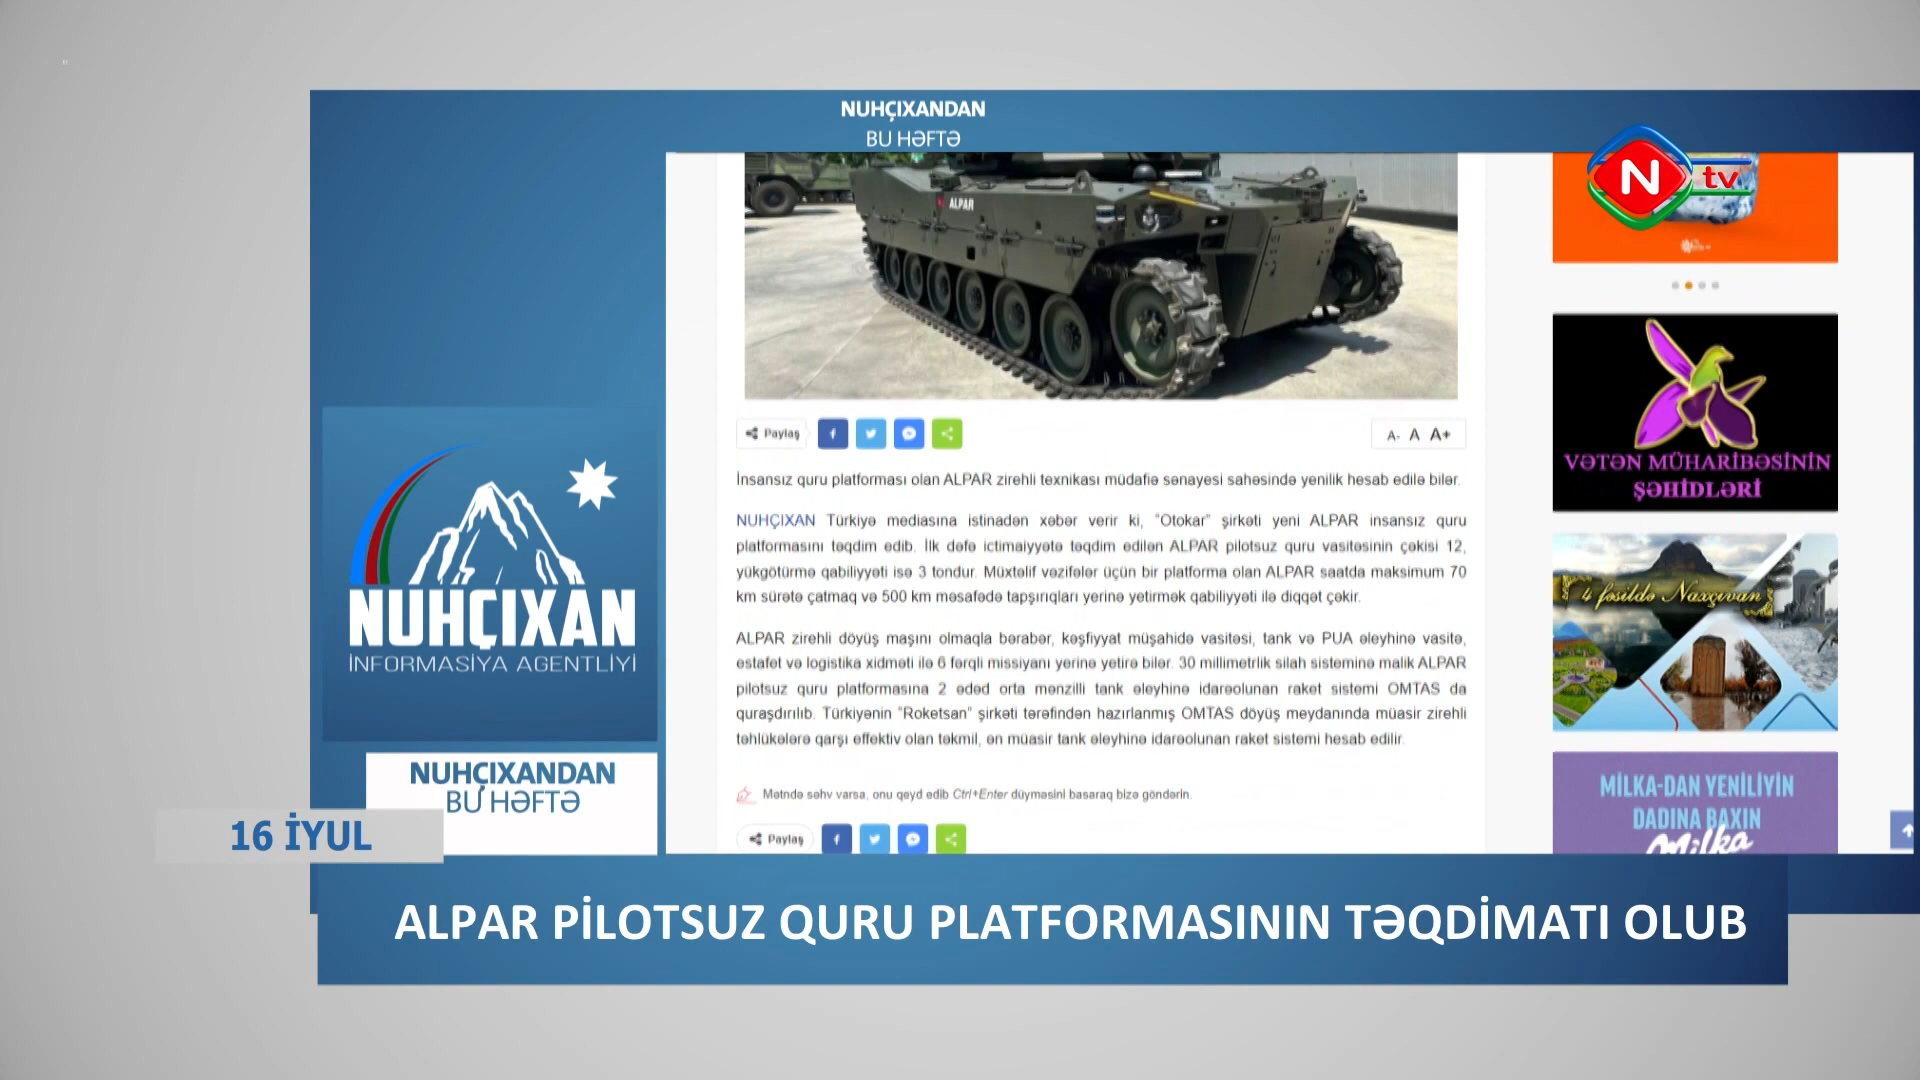 NUHÇIXANDAN
BU HƏFTƏ
N tv
ALPAR
Paylaş
A- A A+
İnsansız quru platforması olan ALPAR zirehli texnikası müdafiə sənayesi sahəsində yenilik hesab edilə bilər.
NUHÇIXAN Türkiyə mediasına istinadən xəbər verir ki, "Otokar" şirkəti yeni ALPAR insansız quru
platformasını təqdim edib. İlk dəfə ictimaiyyətə təqdim edilən ALPAR pilotsuz quru vasitəsinin çəkisi 12,
yükgötürmə qabiliyyəti isə 3 tondur. Müxtəlif vəzifələr üçün bir platforma olan ALPAR saatda maksimum 70
km sürətə çatmaq və 500 km məsafədə tapşırıqları yerinə yetirmək qabiliyyəti ilə diqqət çəkir.
ALPAR zirehli döyüş maşını olmaqla bərabər, kəşfiyyat müşahidə vasitəsi, tank və PUA əleyhinə vasitə,
estafet və logistika xidməti ilə 6 fərqli missiyanı yerinə yetirə bilər. 30 millimetrlik silah sisteminə malik ALPAR
pilotsuz quru platformasına 2 ədəd orta mənzilli tank əleyhinə idarəolunan raket sistemi OMTAS da
quraşdırılıb. Türkiyənin "Roketsan" şirkəti tərəfindən hazırlanmış OMTAS döyüş meydanında müasir zirehli
təhlükələrə qarşı effektiv olan təkmil, ən müasir tank əleyhinə idarəolunan raket sistemi hesab edilir.
Mətndə səhv varsa, onu qeyd edib Ctrl+Enter düyməsini basaraq bizə göndərin.
Paylaş
VƏTƏN MÜHARİBƏSİNİN
ŞƏHİDLƏRİ
4 fəsildə Naxçıvan
MİLKA-DAN YENİLİYİN
DADINA BAXIN
Milka
NUHÇIXAN
İNFORMASİYA AGENTLİYİ
NUHÇIXANDAN
BU HƏFTƏ
16 İYUL
ALPAR PİLOTSUZ QURU PLATFORMASININ TƏQDİMATI OLUB